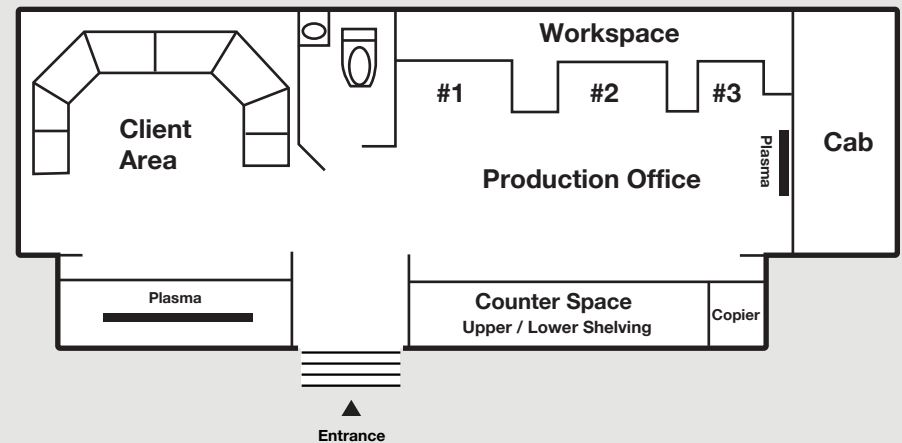 Workspace
#1
#2
#3
Client
Area
Cab
Plasma
Production Office
Plasma
Counter Space
Upper / Lower Shelving
Copier
Entrance